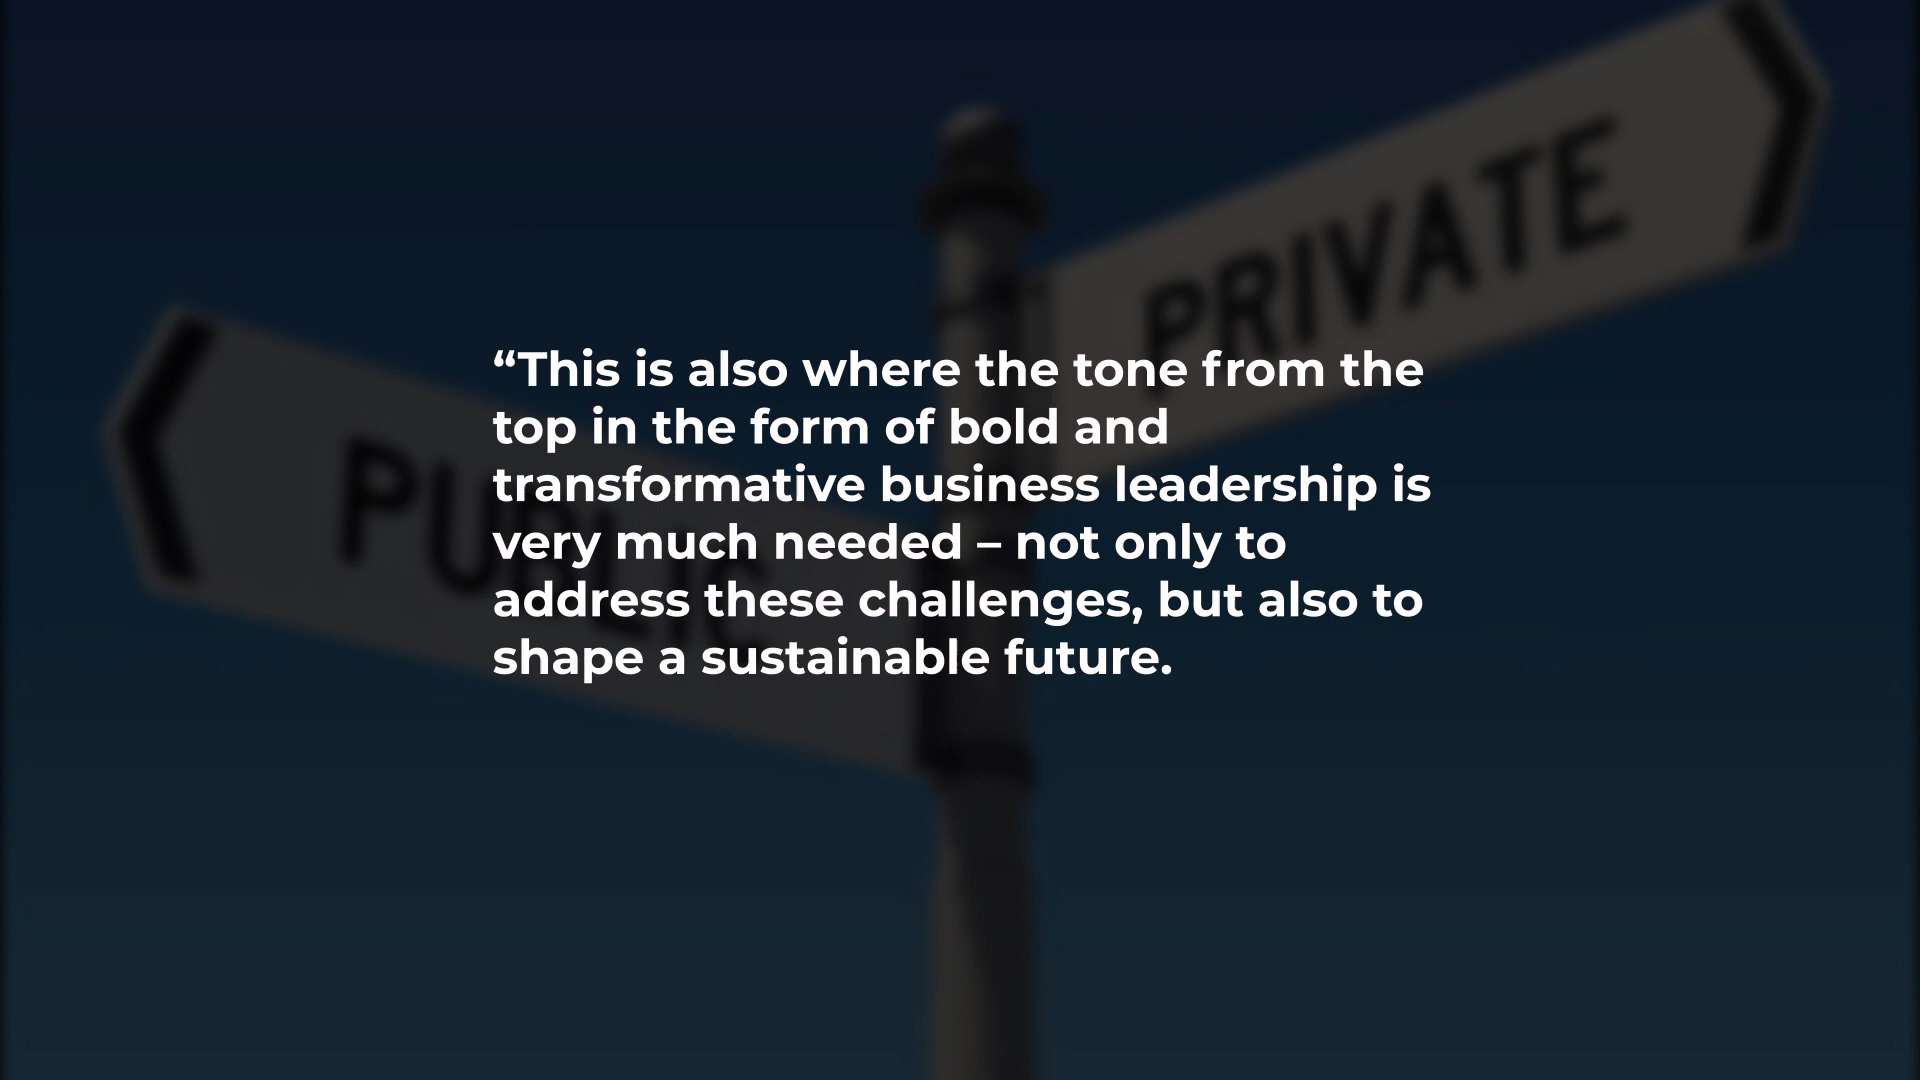 PRIVATE
PUBLIC
“This is also where the tone from the
top in the form of bold and
transformative business leadership is
very much needed – not only to
address these challenges, but also to
shape a sustainable future.